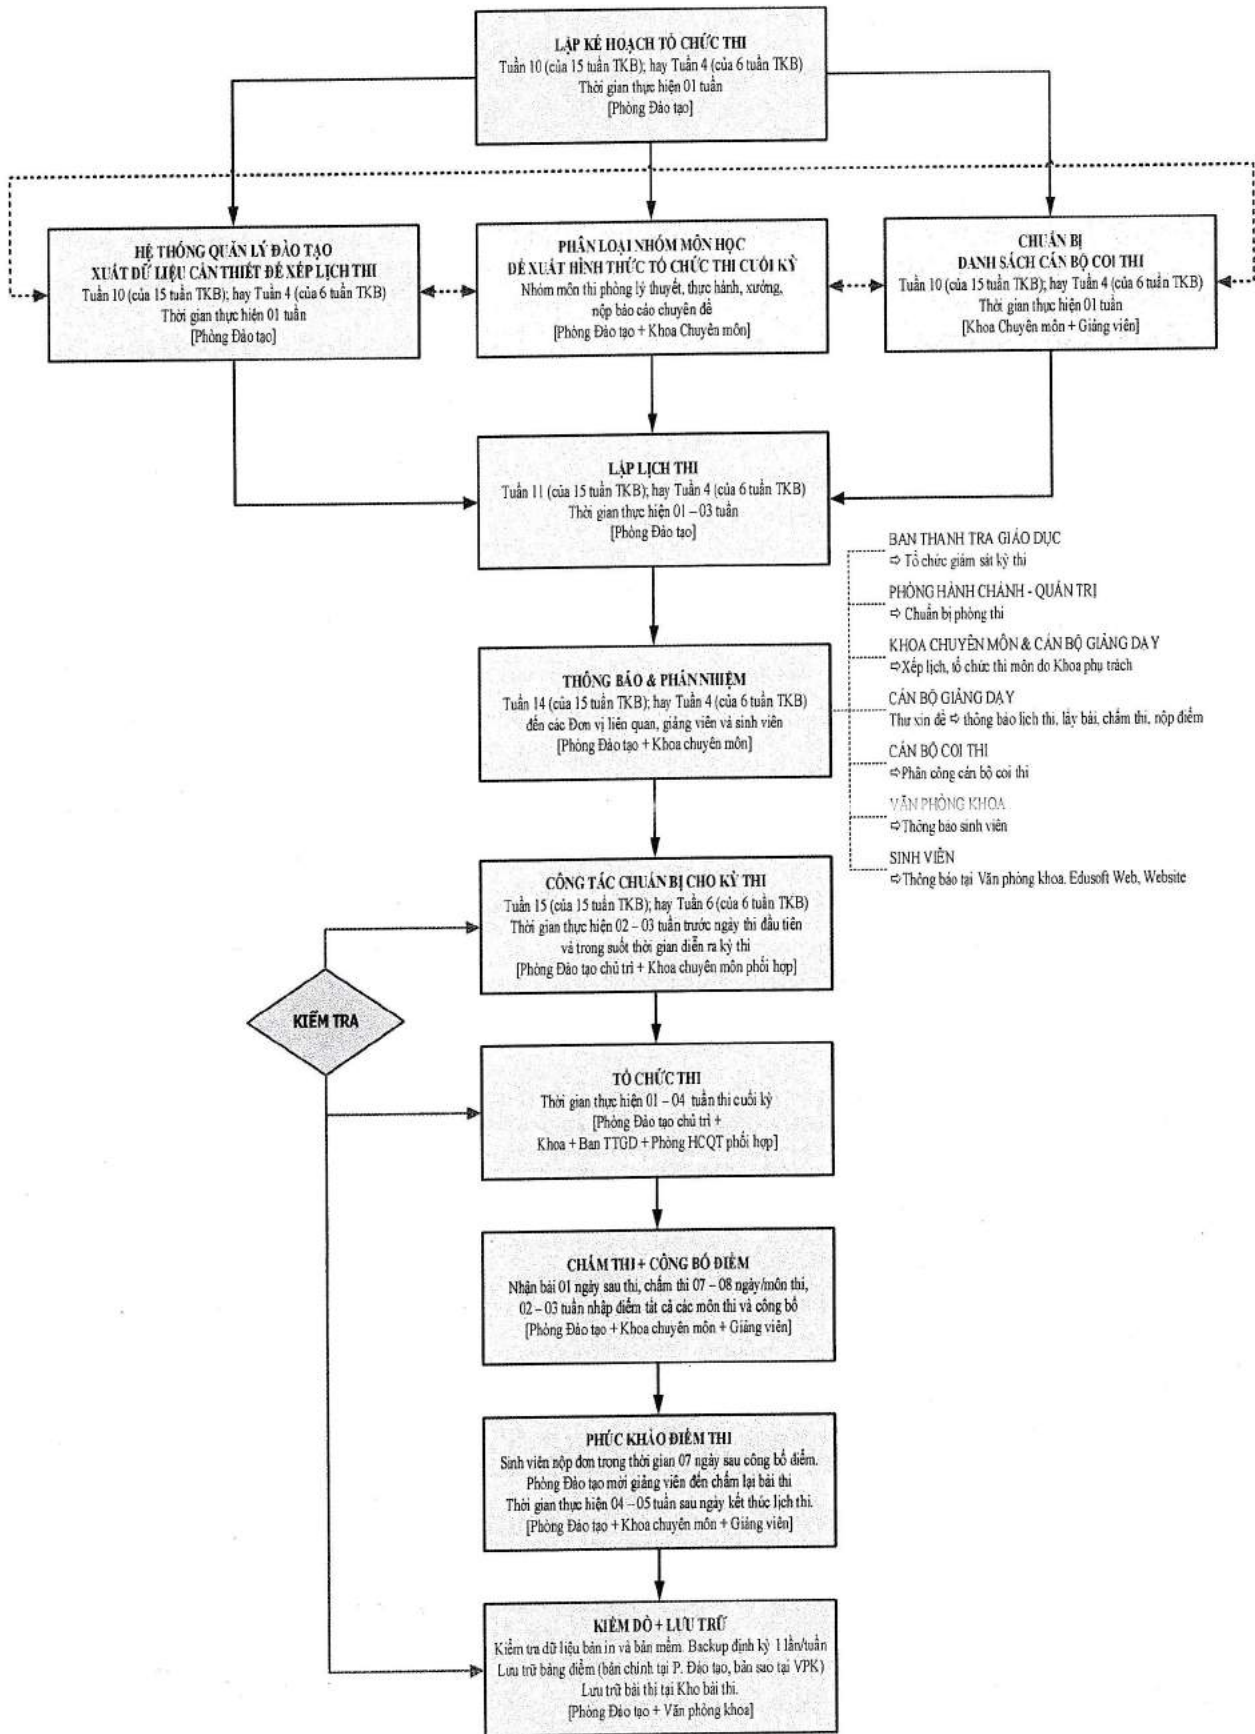 LẬP KẾ HOẠCH TỔ CHỨC THI
Tuần 10 (của 15 tuần TKB); hay Tuần 4 (của 6 tuần TKB)
Thời gian thực hiện 01 tuần
[Phòng Đào tạo]
HỆ THỐNG QUẢN LÝ ĐÀO TẠO
XUẤT DỮ LIỆU CẦN THIẾT ĐỂ XẾP LỊCH THI
Tuần 10 (của 15 tuần TKB); hay Tuần 4 (của 6 tuần TKB)
Thời gian thực hiện 01 tuần
[Phòng Đào tạo]
PHÂN LOẠI NHÓM MÔN HỌC
ĐỀ XUẤT HÌNH THỨC TỔ CHỨC THI CUỐI KỲ
Nhóm môn thi phòng lý thuyết, thực hành, xưởng,
nộp báo cáo chuyên đề
[Phòng Đào tạo + Khoa Chuyên môn]
CHUẨN BỊ
DANH SÁCH CÁN BỘ COI THI
Tuần 10 (của 15 tuần TKB); hay Tuần 4 (của 6 tuần TKB)
Thời gian thực hiện 01 tuần
[Khoa Chuyên môn + Giảng viên]
LẬP LỊCH THI
Tuần 11 (của 15 tuần TKB); hay Tuần 4 (của 6 tuần TKB)
Thời gian thực hiện 01 – 03 tuần
[Phòng Đào tạo]
THÔNG BÁO & PHÂN NHIỆM
Tuần 14 (của 15 tuần TKB); hay Tuần 4 (của 6 tuần TKB)
đến các Đơn vị liên quan, giảng viên và sinh viên
[Phòng Đào tạo + Khoa chuyên môn]
BAN THANH TRA GIÁO DỤC
⇨ Tổ chức giám sát kỳ thi
PHÒNG HÀNH CHÁNH - QUẢN TRỊ
⇨ Chuẩn bị phòng thi
KHOA CHUYÊN MÔN & CÁN BỘ GIẢNG DẠY
⇨Xếp lịch, tổ chức thi môn do Khoa phụ trách
CÁN BỘ GIẢNG DẠY
Thư xin đề ⇨ thông báo lịch thi, lấy bài, chấm thi, nộp điểm
CÁN BỘ COI THI
⇨Phân công cán bộ coi thi
VĂN PHÒNG KHOA
⇨Thông báo sinh viên
SINH VIÊN
⇨Thông báo tại Văn phòng khoa. Edusoft Web, Website
CÔNG TÁC CHUẨN BỊ CHO KỲ THI
Tuần 15 (của 15 tuần TKB); hay Tuần 6 (của 6 tuần TKB)
Thời gian thực hiện 02 – 03 tuần trước ngày thi đầu tiên
và trong suốt thời gian diễn ra kỳ thi
[Phòng Đào tạo chủ trì + Khoa chuyên môn phối hợp]
KIỂM TRA
TỔ CHỨC THI
Thời gian thực hiện 01 – 04 tuần thi cuối kỳ
[Phòng Đào tạo chủ trì +
Khoa + Ban TTGD + Phòng HCQT phối hợp]
CHẤM THI + CÔNG BỐ ĐIỂM
Nhận bài 01 ngày sau thi, chấm thi 07 – 08 ngày/môn thi,
02 – 03 tuần nhập điểm tất cả các môn thi và công bố
[Phòng Đào tạo + Khoa chuyên môn + Giảng viên]
PHÚC KHẢO ĐIỂM THI
Sinh viên nộp đơn trong thời gian 07 ngày sau công bố điểm.
Phòng Đào tạo mời giảng viên đến chấm lại bài thi
Thời gian thực hiện 04 – 05 tuần sau ngày kết thúc lịch thi.
[Phòng Đào tạo + Khoa chuyên môn + Giảng viên]
KIỂM DÒ + LƯU TRỮ
Kiểm tra dữ liệu bản in và bản mềm. Backup định kỳ 1 lần/tuần
Lưu trữ bảng điểm (bản chính tại P. Đào tạo, bản sao tại VPK)
Lưu trữ bài thi tại Kho bài thi.
[Phòng Đào tạo + Văn phòng khoa]